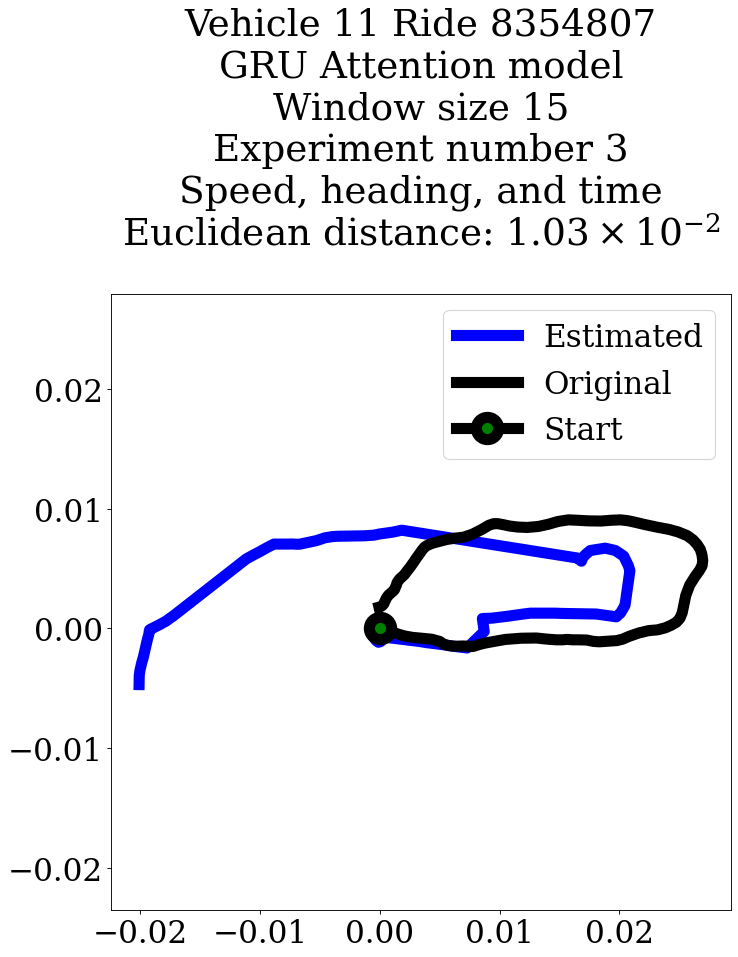 Vehicle 11 Ride 8354807
GRU Attention model
Window size 15
Experiment number 3
Speed, heading, and time
Euclidean distance: 1.03 × 10⁻²
Estimated
Original
Start
0.02
0.01
0.00
−0.01
−0.02
−0.02 −0.01 0.00 0.01 0.02